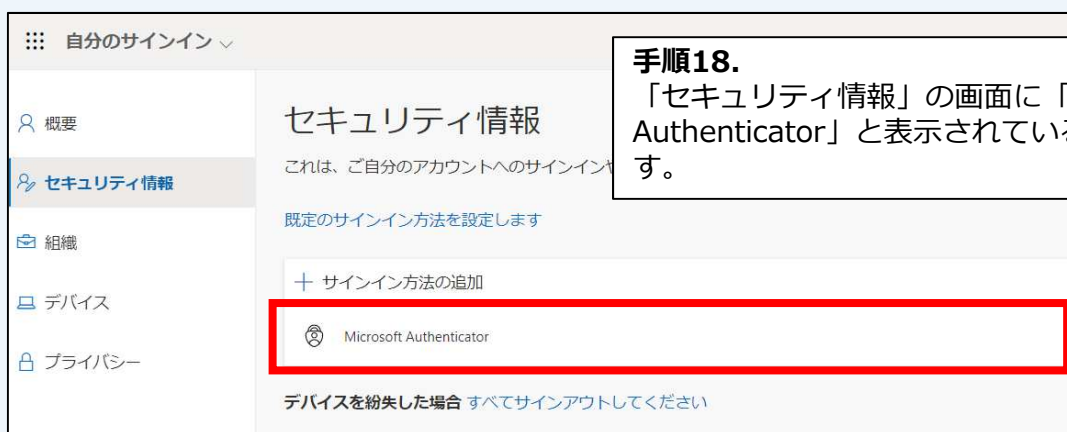 自分のサインイン
手順18.
「セキュリティ情報」の画面に「
Authenticator」と表示されてい
す。
概要
セキュリティ情報
組織
デバイス
プライバシー
セキュリティ情報
これは、ご自分のアカウントへのサインイン
既定のサインイン方法を設定します
サインイン方法の追加
Microsoft Authenticator
デバイスを紛失した場合 すべてサインアウトしてください